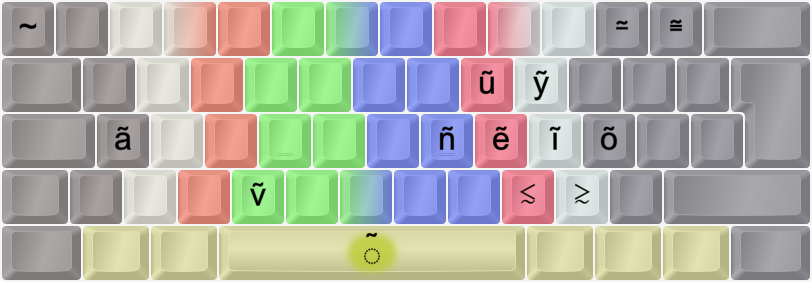 ~ ≃ ≅
ũ ỹ
ã ñ ẽ ĩ õ
ṽ ≲ ≳
◌̃